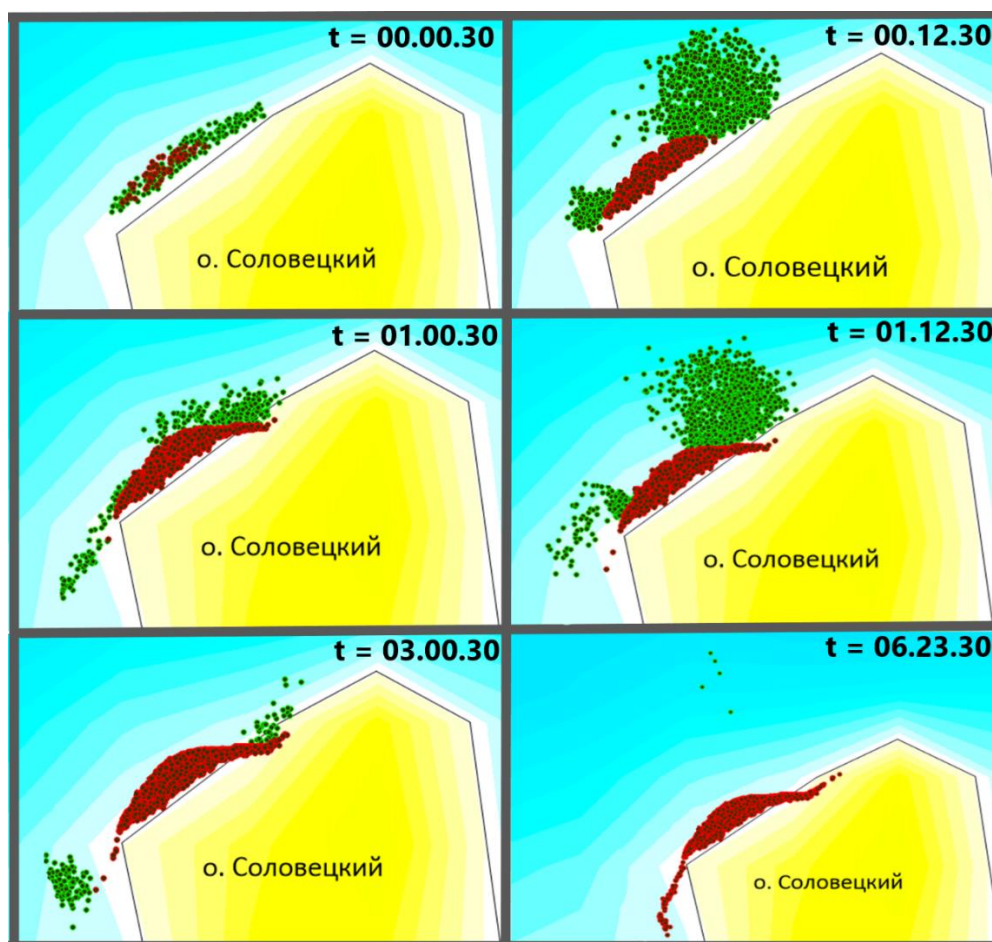 t = 00.00.30
о. Соловецкий
t = 00.12.30
о. Соловецкий
t = 01.00.30
о. Соловецкий
t = 01.12.30
о. Соловецкий
t = 03.00.30
о. Соловецкий
t = 06.23.30
о. Соловецкий